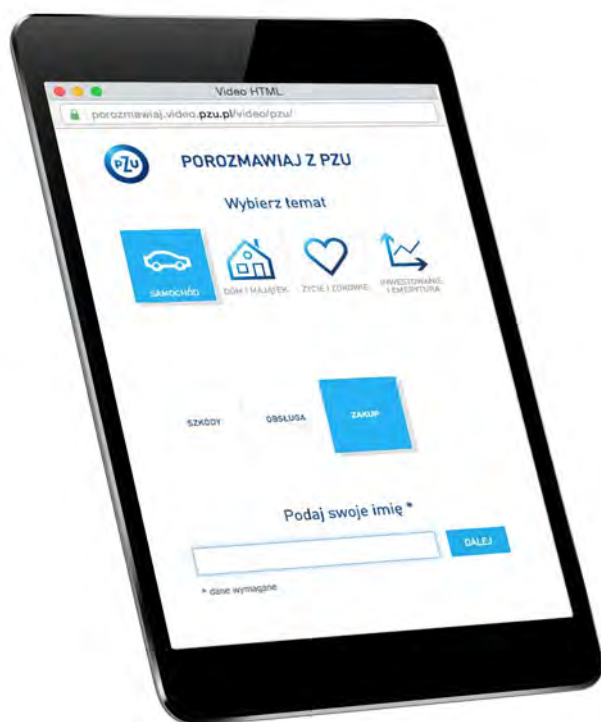 Video HTML
porozmawiaj.video.pzu.pl/video/pzu/
PZU
POROZMAWIAJ Z PZU
Wybierz temat
SAMOCHÓD
DOM I MAJĄTEK
ŻYCIE I ZDROWIE
INWESTOWANIE
I EMERYTURA
SZKODY
OBSŁUGA
ZAKUP
Podaj swoje imię *
DALEJ
* dane wymagane